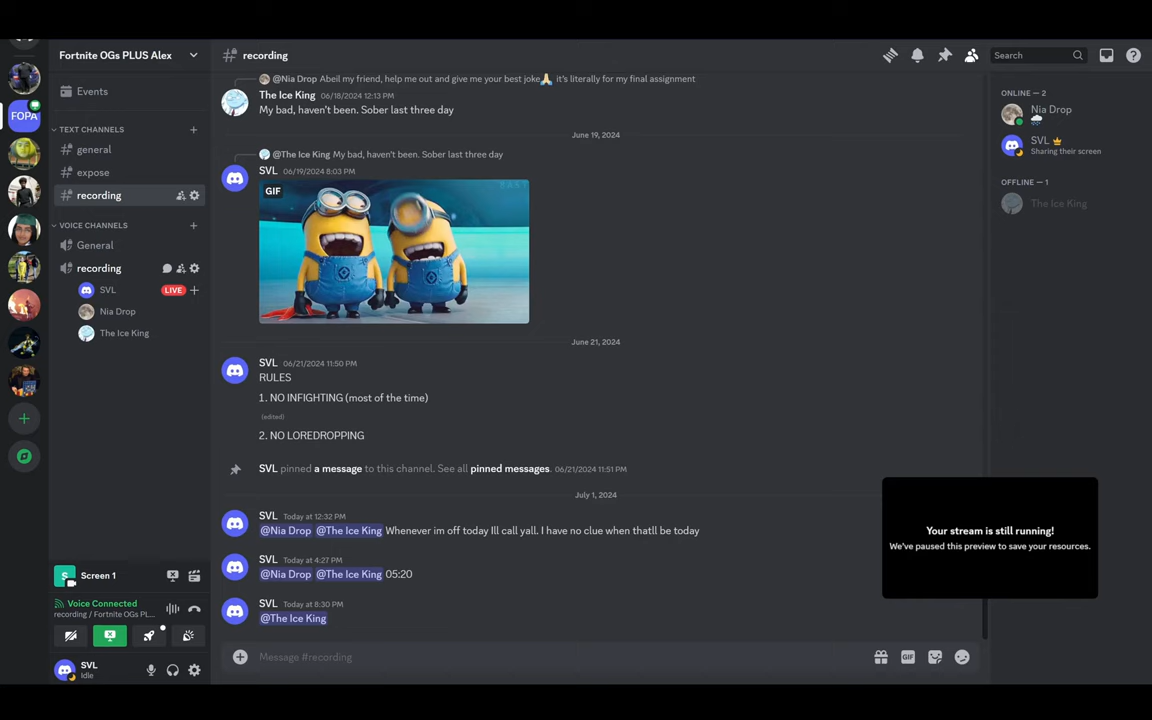 Fortnite OGs PLUS Alex
recording
Search
FOPA
Events
TEXT CHANNELS
general
expose
recording
VOICE CHANNELS
General
recording
SVL LIVE
Nia Drop
The Ice King
Screen 1
Voice Connected
recording / Fortnite OGs PL...
SVL
Idle
@Nia Drop Abeil my friend, help me out and give me your best joke🙏 it's literally for my final assignment
The Ice King 06/18/2024 12:13 PM
My bad, haven't been. Sober last three day
June 19, 2024
@The Ice King My bad, haven't been. Sober last three day
SVL 06/19/2024 8:03 PM
GIF
June 21, 2024
SVL 06/21/2024 11:50 PM
RULES
1. NO INFIGHTING (most of the time)
(edited)
2. NO LOREDROPPING
SVL pinned a message to this channel. See all pinned messages. 06/21/2024 11:51 PM
July 1, 2024
SVL Today at 12:32 PM
@Nia Drop @The Ice King Whenever im off today Ill call yall. I have no clue when thatll be today
SVL Today at 4:27 PM
@Nia Drop @The Ice King 05:20
SVL Today at 8:30 PM
@The Ice King
Message #recording
GIF
ONLINE – 2
Nia Drop
SVL
Sharing their screen
OFFLINE – 1
The Ice King
Your stream is still running!
We've paused this preview to save your resources.